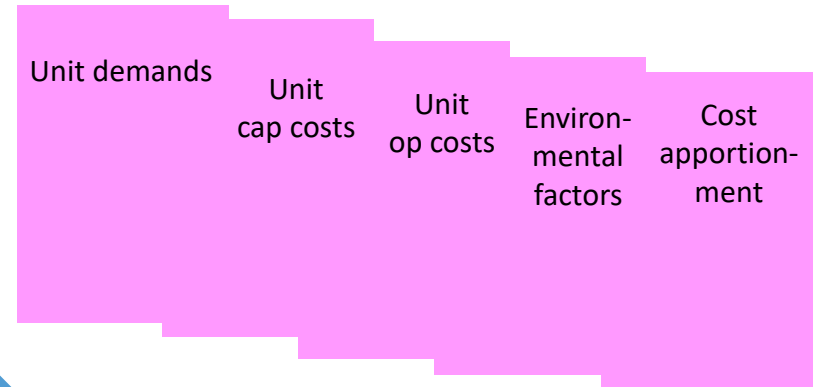 Unit demands
Unit
cap costs
Unit
op costs
Environ-
mental
factors
Cost
apportion-
ment